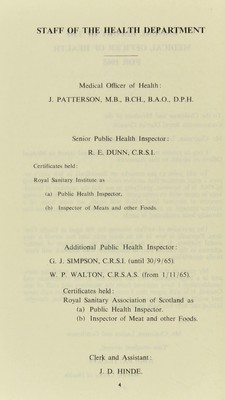 STAFF OF THE HEALTH DEPARTMENT
Medical Officer of Health:
J. PATTERSON, M.B., B.CH., B.A.O., D.P.H.
Senior Public Health Inspector:
R. E. DUNN, C.R.S.I.
Certificates held:
Royal Sanitary Institute as
(a) Public Health Inspector,
(b) Inspector of Meats and other Foods.
Additional Public Health Inspector:
G. J. SIMPSON, C.R.S.I. (until 30/9/65).
W. P. WALTON, C.R.S.A.S. (from 1/11/65).
Certificates held:
Royal Sanitary Association of Scotland as
(a) Public Health Inspector.
(b) Inspector of Meat and other Foods.
Clerk and Assistant:
J. D. HINDE.
4